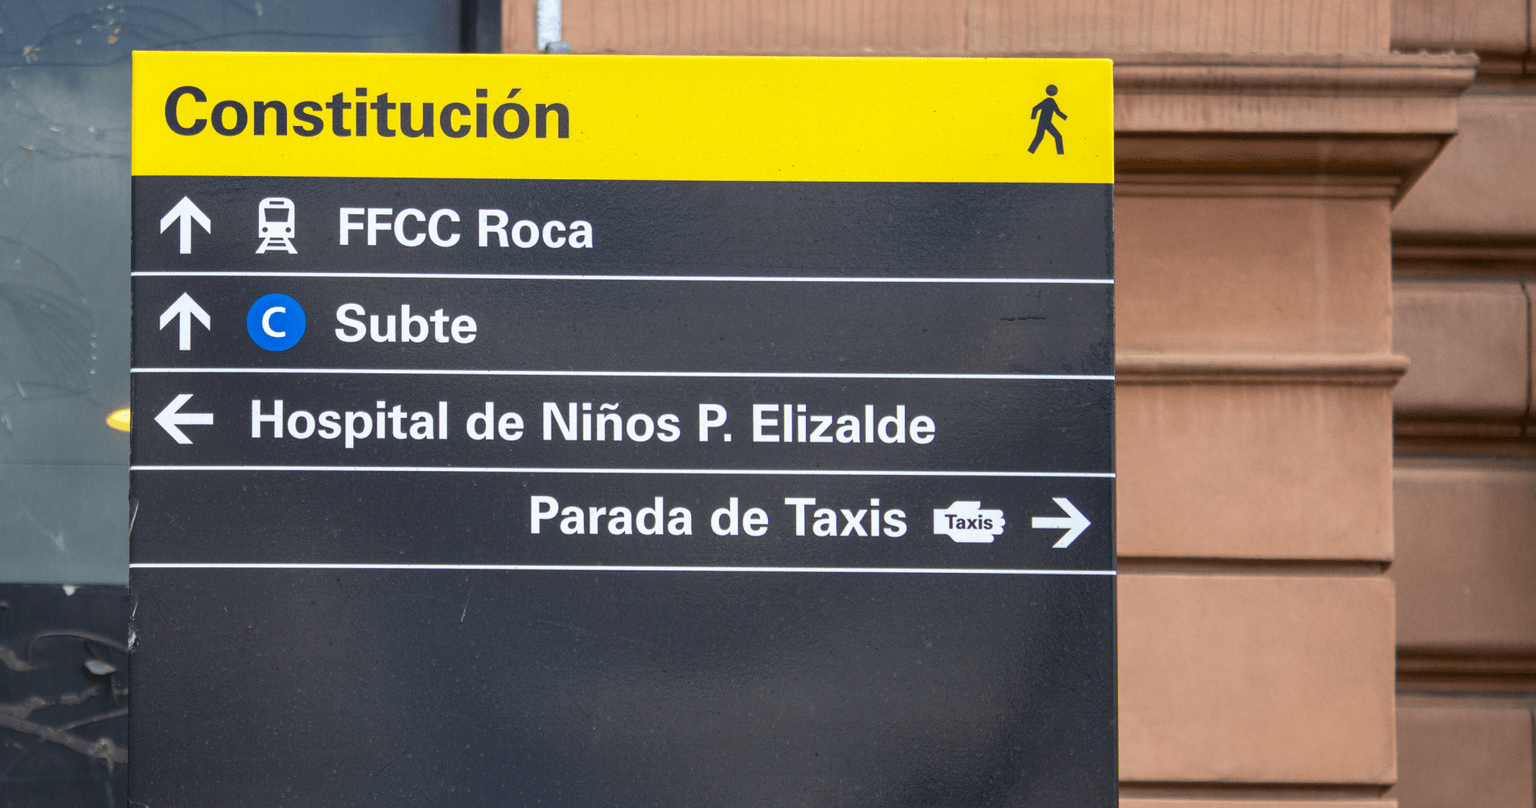 Constitución
FFCC Roca
C Subte
Hospital de Niños P. Elizalde
Parada de Taxis Taxis